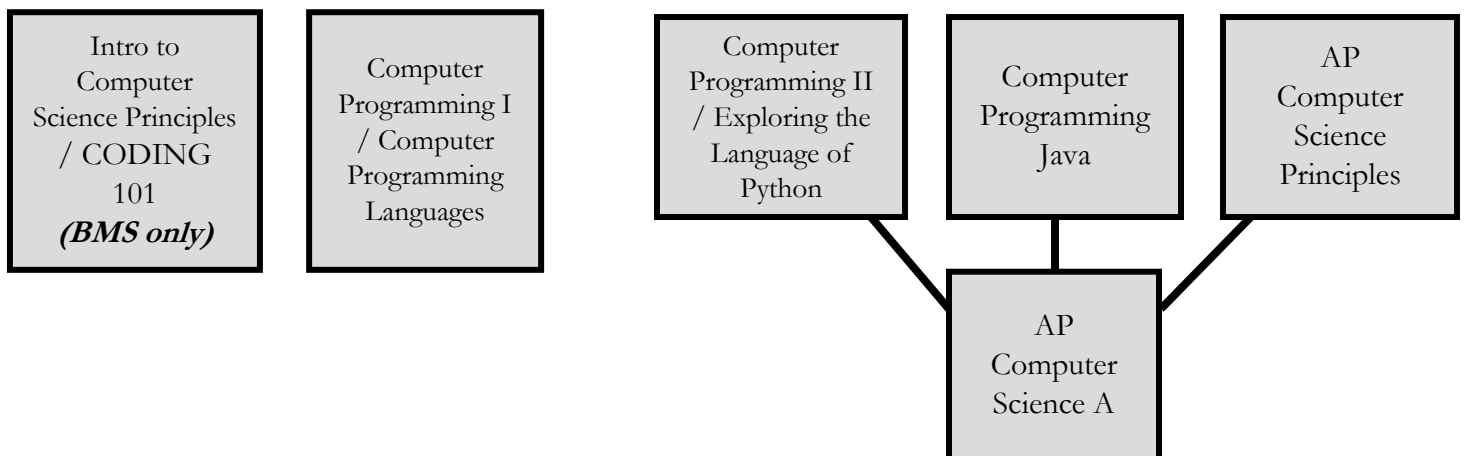 Intro to
Computer
Science Principles
/ CODING
101
(BMS only)
Computer
Programming I
/ Computer
Programming
Languages
Computer
Programming II
/ Exploring the
Language of
Python
Computer
Programming
Java
AP
Computer
Science
Principles
AP
Computer
Science A